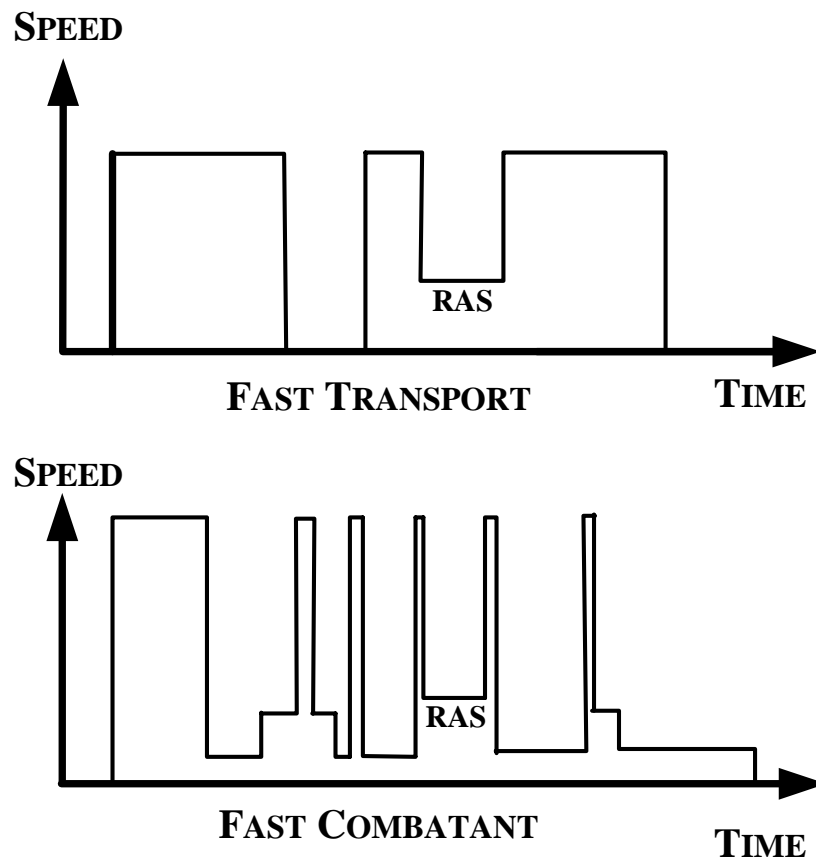 SPEED
RAS
FAST TRANSPORT
TIME
SPEED
RAS
FAST COMBATANT
TIME